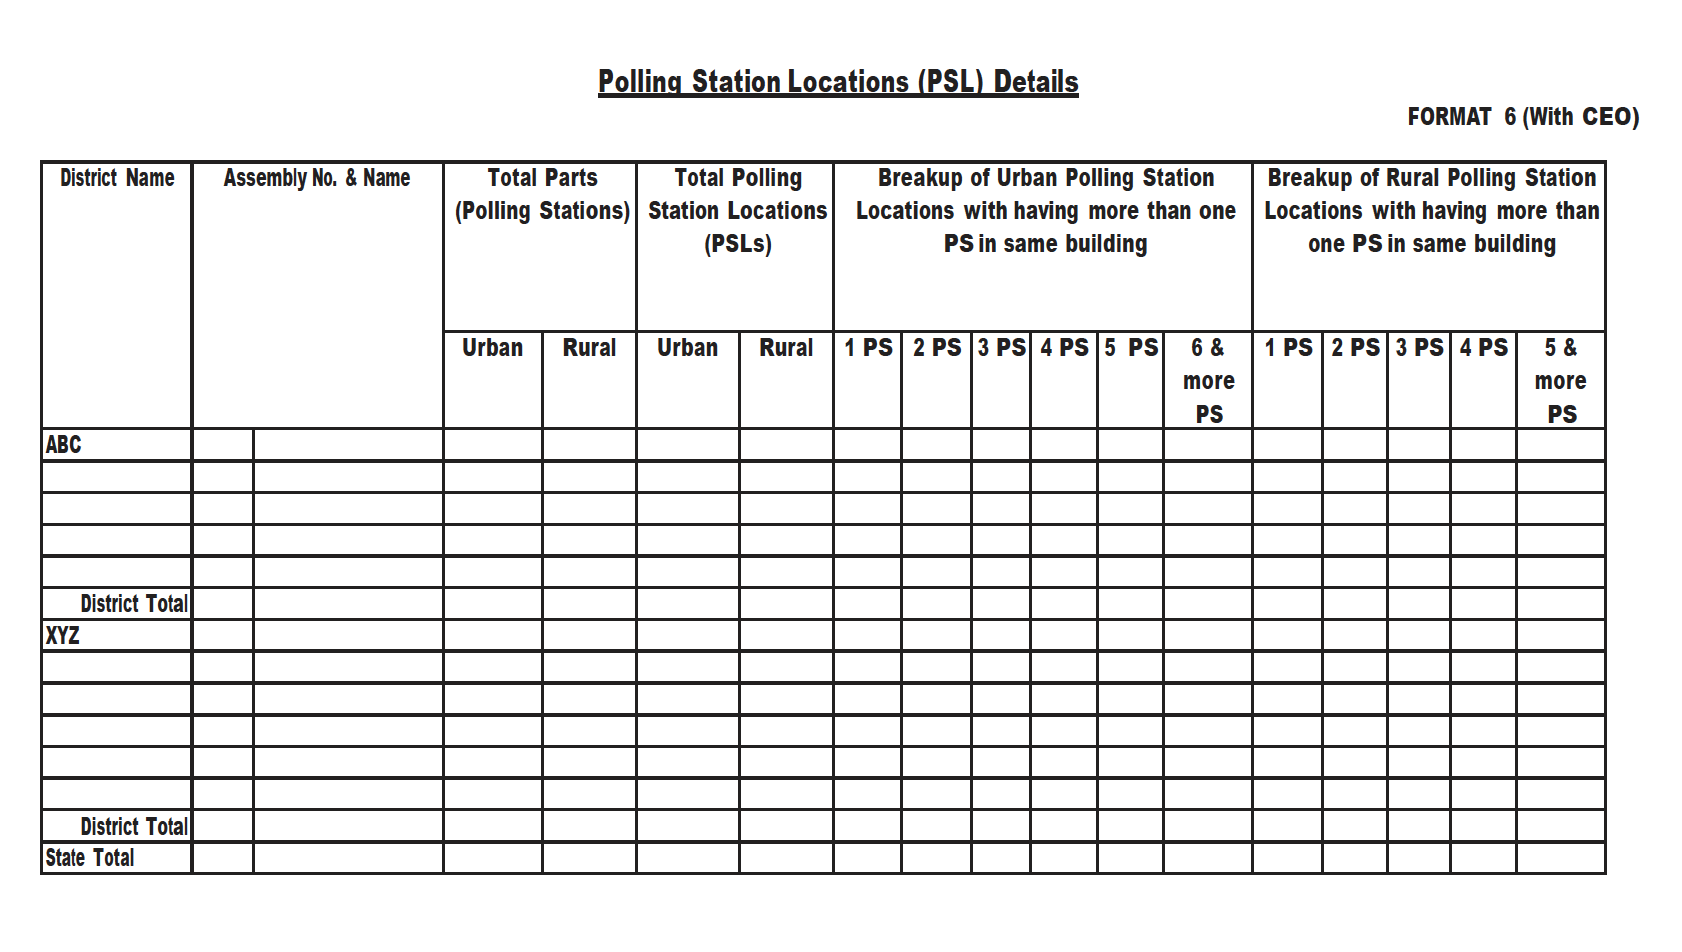 Polling Station Locations (PSL) Details
FORMAT 6 (With CEO)
District Name
Assembly No. & Name
Total Parts
(Polling Stations)
Total Polling
Station Locations
(PSLs)
Breakup of Urban Polling Station
Locations with having more than one
PS in same building
Breakup of Rural Polling Station
Locations with having more than
one PS in same building
Urban
Rural
Urban
Rural
1 PS
2 PS
3 PS
4 PS
5 PS
6 &
more
PS
1 PS
2 PS
3 PS
4 PS
5 &
more
PS
ABC
District Total
XYZ
District Total
State Total